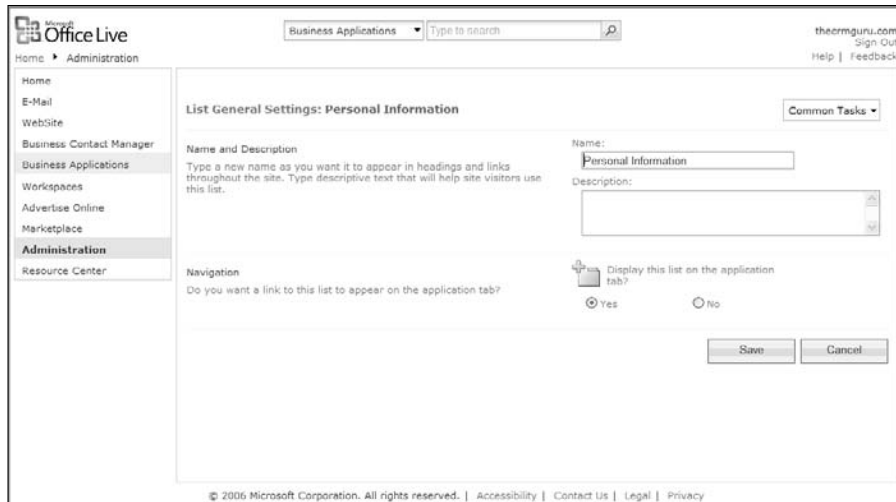 Microsoft
Office Live
Business Applications
Type to search
thecrmguru.com
Sign Out
Help | Feedback
Home
Administration
Home
E-Mail
WebSite
Business Contact Manager
Business Applications
Workspaces
Advertise Online
Marketplace
Administration
Resource Center
List General Settings: Personal Information
Common Tasks
Name and Description
Type a new name as you want it to appear in headings and links
throughout the site. Type descriptive text that will help site visitors use
this list.
Name:
Personal Information
Description:
Navigation
Do you want a link to this list to appear on the application tab?
Display this list on the application
tab?
Yes
No
Save
Cancel
© 2006 Microsoft Corporation. All rights reserved. | Accessibility | Contact Us | Legal | Privacy